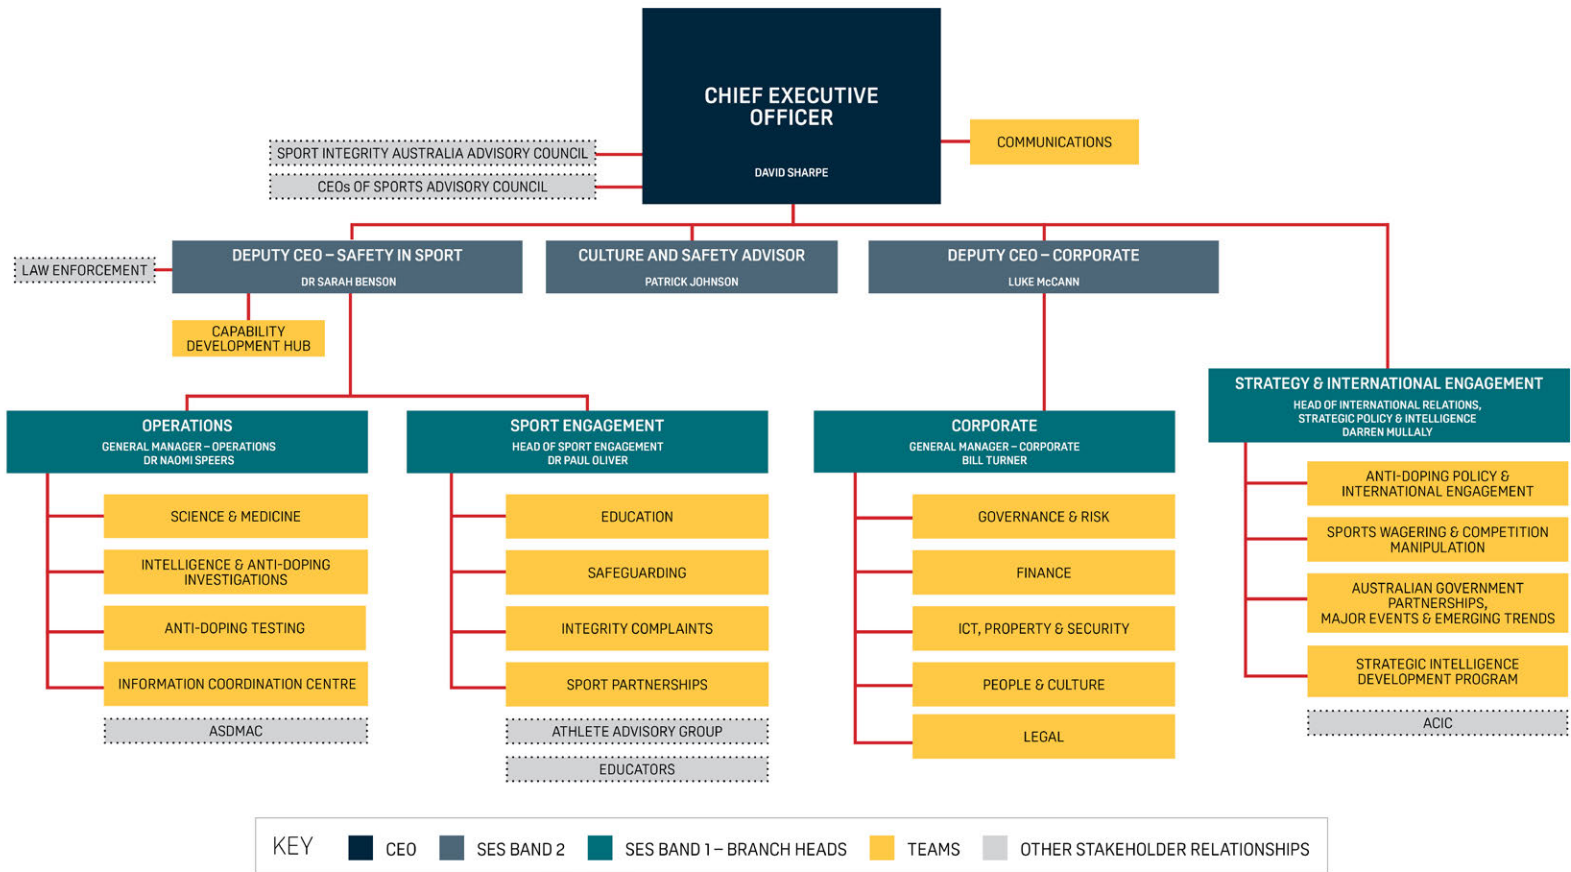 CHIEF EXECUTIVE
OFFICER
DAVID SHARPE
COMMUNICATIONS
SPORT INTEGRITY AUSTRALIA ADVISORY COUNCIL
CEOs OF SPORTS ADVISORY COUNCIL
LAW ENFORCEMENT
DEPUTY CEO – SAFETY IN SPORT
DR SARAH BENSON
CULTURE AND SAFETY ADVISOR
PATRICK JOHNSON
DEPUTY CEO – CORPORATE
LUKE McCANN
CAPABILITY
DEVELOPMENT HUB
OPERATIONS
GENERAL MANAGER – OPERATIONS
DR NAOMI SPEERS
SCIENCE & MEDICINE
INTELLIGENCE & ANTI-DOPING
INVESTIGATIONS
ANTI-DOPING TESTING
INFORMATION COORDINATION CENTRE
ASDMAC
SPORT ENGAGEMENT
HEAD OF SPORT ENGAGEMENT
DR PAUL OLIVER
EDUCATION
SAFEGUARDING
INTEGRITY COMPLAINTS
SPORT PARTNERSHIPS
ATHLETE ADVISORY GROUP
EDUCATORS
CORPORATE
GENERAL MANAGER – CORPORATE
BILL TURNER
GOVERNANCE & RISK
FINANCE
ICT, PROPERTY & SECURITY
PEOPLE & CULTURE
LEGAL
STRATEGY & INTERNATIONAL ENGAGEMENT
HEAD OF INTERNATIONAL RELATIONS,
STRATEGIC POLICY & INTELLIGENCE
DARREN MULLALY
ANTI-DOPING POLICY &
INTERNATIONAL ENGAGEMENT
SPORTS WAGERING & COMPETITION
MANIPULATION
AUSTRALIAN GOVERNMENT
PARTNERSHIPS,
MAJOR EVENTS & EMERGING TRENDS
STRATEGIC INTELLIGENCE
DEVELOPMENT PROGRAM
ACIC
KEY
CEO
SES BAND 2
SES BAND 1 – BRANCH HEADS
TEAMS
OTHER STAKEHOLDER RELATIONSHIPS